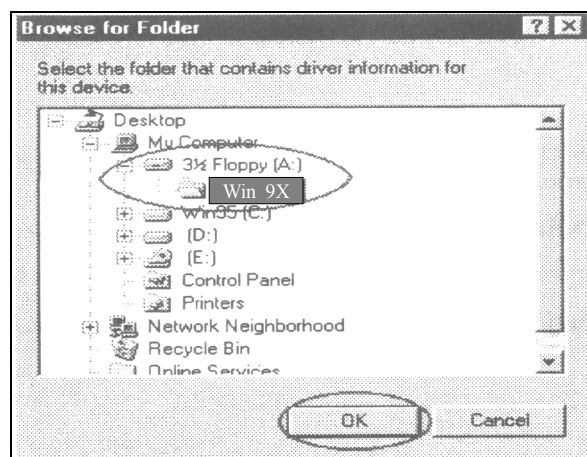 Browse for Folder
Select the folder that contains driver information for
this device.
Desktop
My Computer
3½ Floppy (A:)
Win 9X
Win95 (C:)
(D:)
(E:)
Control Panel
Printers
Network Neighborhood
Recycle Bin
Online Services
OK
Cancel